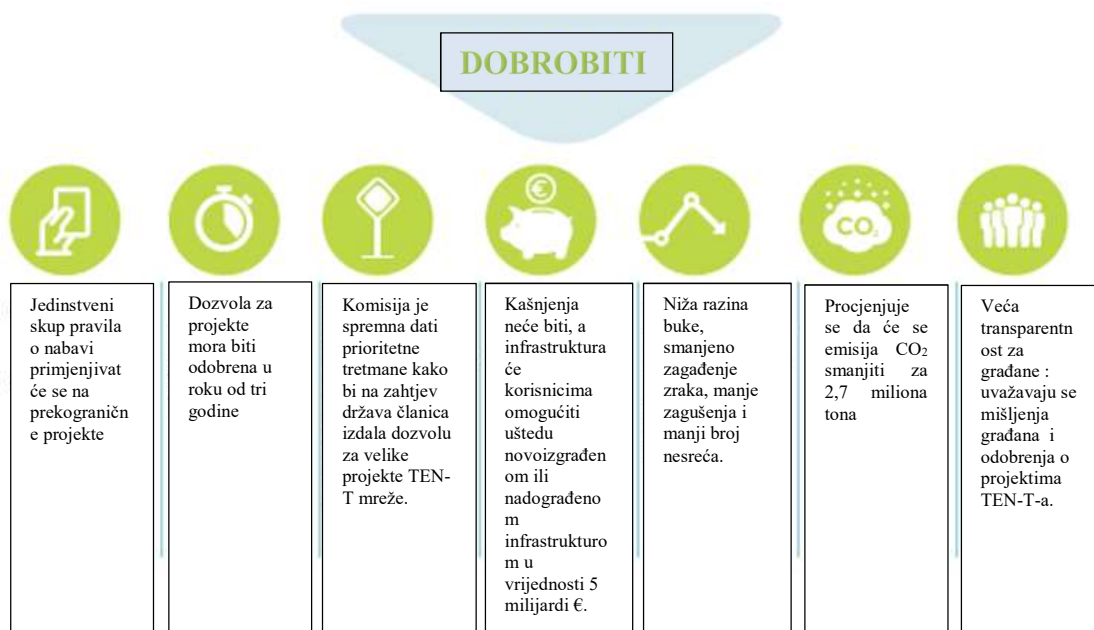 DOBROBITI
CO₂
Jedinstveni
skup pravila
o nabavi
primjenjivat
će se na
prekograničn
e projekte
Dozvola za
projekte
mora biti
odobrena u
roku od tri
godine
Komisija je
spremna dati
prioritetne
tretmane kako
bi na zahtjev
država članica
izdala dozvolu
za velike
projekte TEN-
T mreže.
Kašnjenja
neće biti, a
infrastruktura
će
korisnicima
omogućiti
uštedu
novoizgrađen
om ili
nadograđeno
m
infrastrukturo
m u
vrijednosti 5
milijardi €.
Niža razina
buke,
smanjeno
zagađenje
zraka, manje
zagušenja i
manji broj
nesreća.
Procjenjuje
se da će se
emisija CO₂
smanjiti za
2,7 miliona
tona
Veća
transparentn
ost za
građane :
uvažavaju se
mišljenja
građana i
odobrenja o
projektima
TEN-T-a.